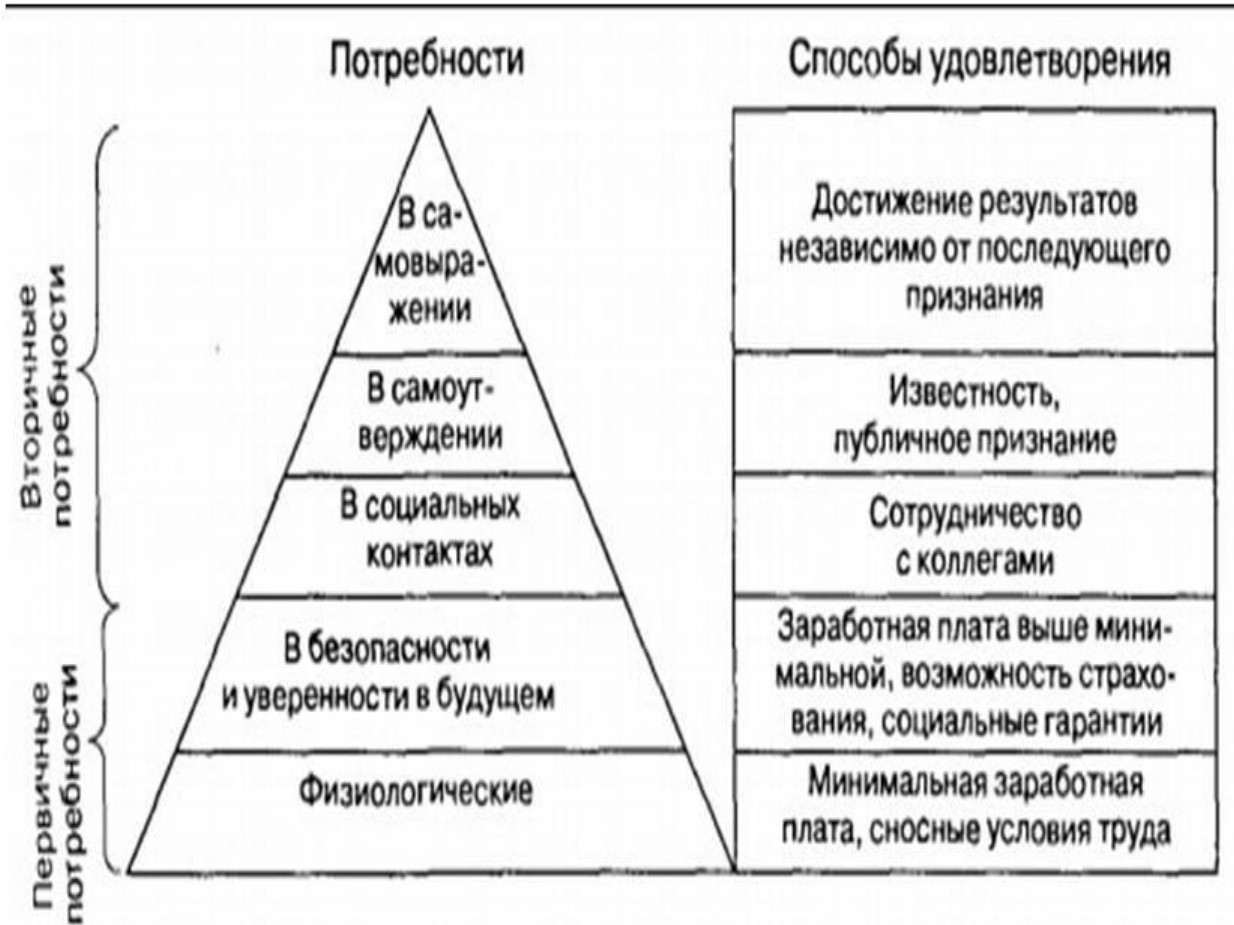 Потребности
Способы удовлетворения
Вторичные
потребности
В са-
мовыра-
жении
Достижение результатов
независимо от последующего
признания
В самоут-
верждении
Известность,
публичное признание
В социальных
контактах
Сотрудничество
с коллегами
Первичные
потребности
В безопасности
и уверенности в будущем
Заработная плата выше мини-
мальной, возможность страхо-
вания, социальные гарантии
Физиологические
Минимальная заработная
плата, сносные условия труда